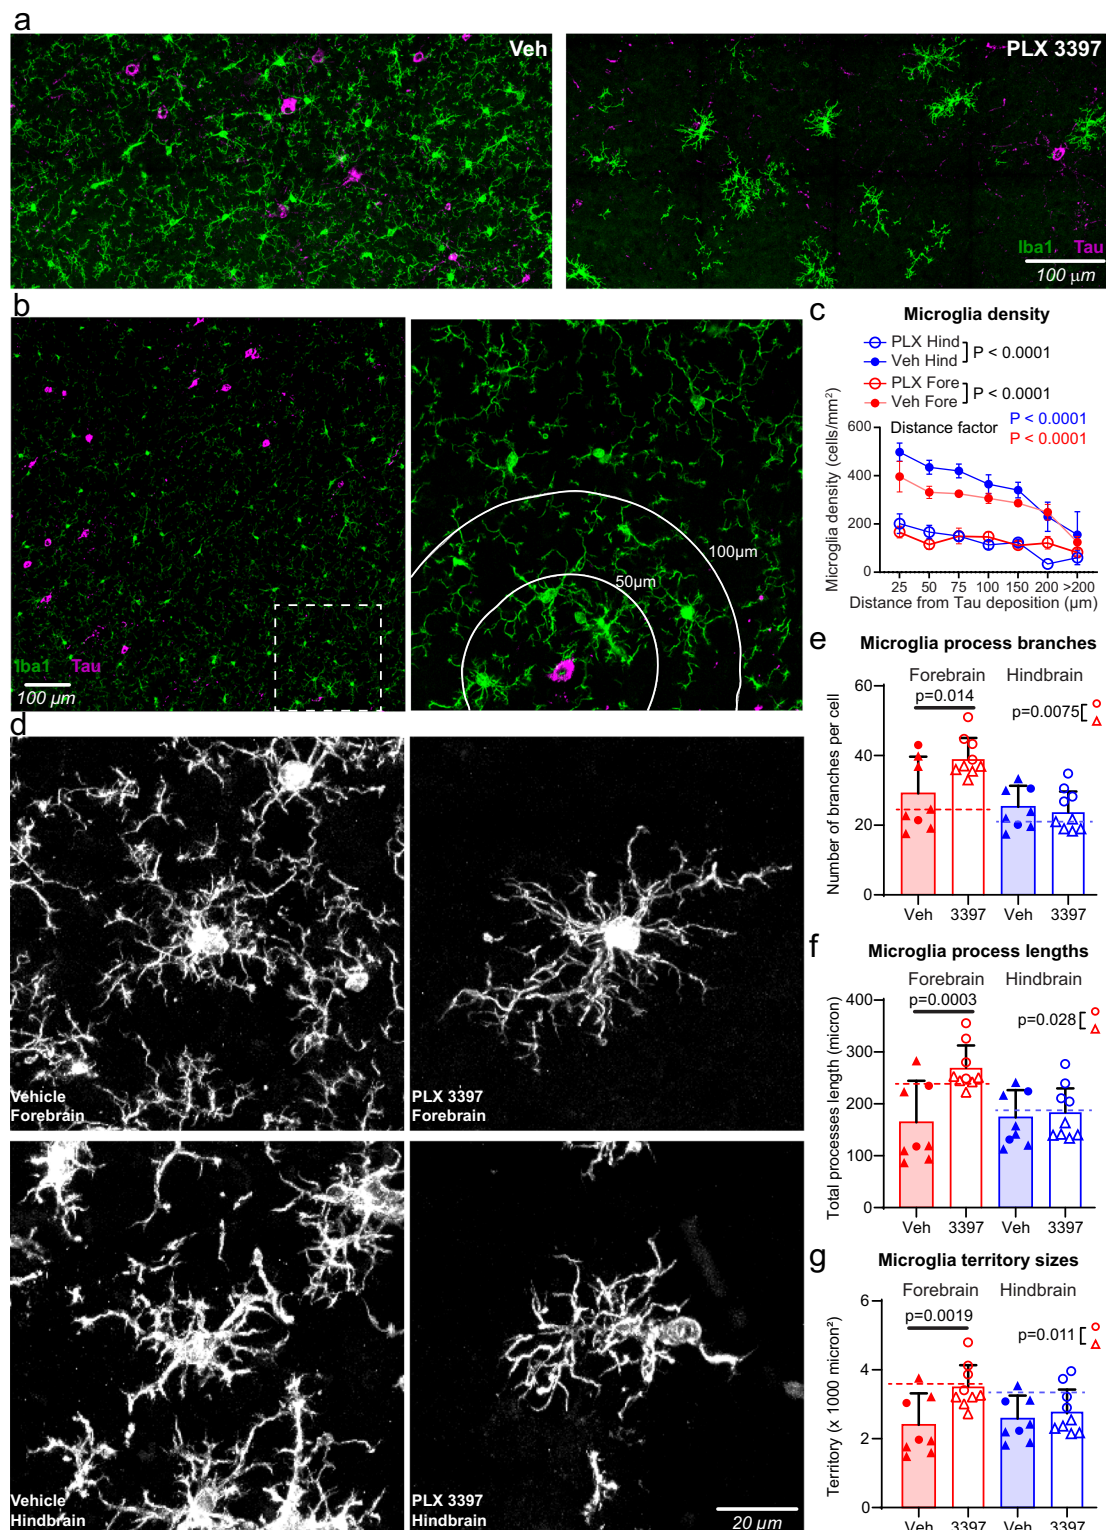 a
Veh
PLX 3397
Iba1 Tau
100 µm
b
Iba1 Tau
100 µm
100µm
50µm
c
Microglia density
PLX Hind
Veh Hind
P < 0.0001
PLX Fore
Veh Fore
P < 0.0001
Distance factor
P < 0.0001
P < 0.0001
Microglia density (cells/mm²)
600
400
200
0
25 50 75 100 150 200 >200
Distance from Tau deposition (µm)
d
Vehicle
Forebrain
PLX 3397
Forebrain
Vehicle
Hindbrain
PLX 3397
Hindbrain
20 µm
e
Microglia process branches
Forebrain Hindbrain
p=0.014
p=0.0075
Number of branches per cell
60
40
20
0
Veh 3397 Veh 3397
f
Microglia process lengths
Forebrain Hindbrain
p=0.0003
p=0.028
Total processes length (micron)
400
300
200
100
0
Veh 3397 Veh 3397
g
Microglia territory sizes
Forebrain Hindbrain
p=0.0019
p=0.011
Territory (x 1000 micron²)
6
4
2
0
Veh 3397 Veh 3397